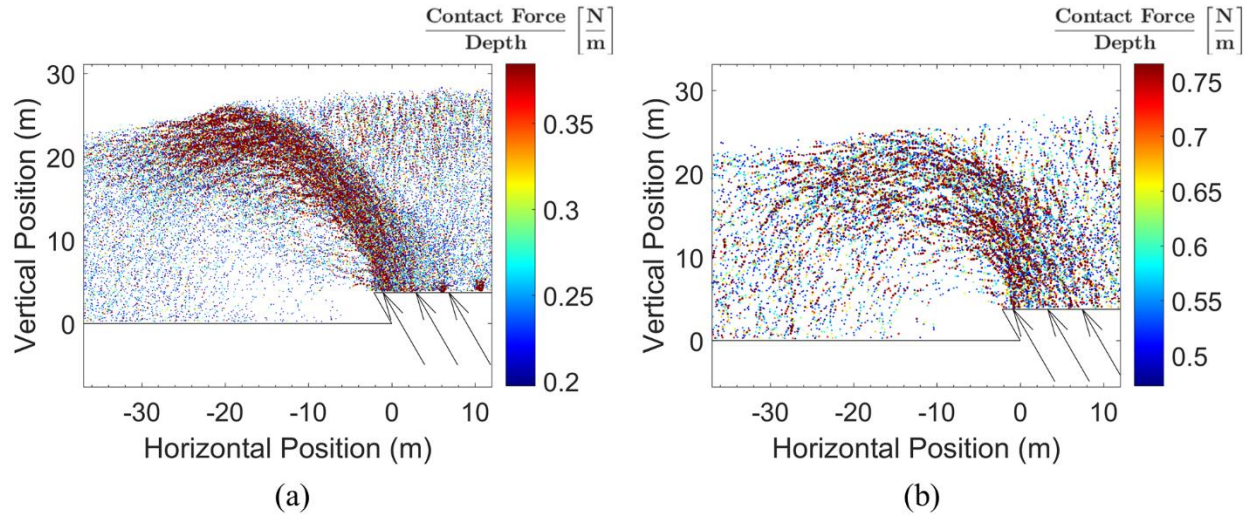 Contact Force / Depth [N/m]
30
20
10
0
Vertical Position (m)
0.35
0.3
0.25
0.2
-30 -20 -10 0 10
Horizontal Position (m)
(a)
Contact Force / Depth [N/m]
30
20
10
0
Vertical Position (m)
0.75
0.7
0.65
0.6
0.55
0.5
-30 -20 -10 0 10
Horizontal Position (m)
(b)